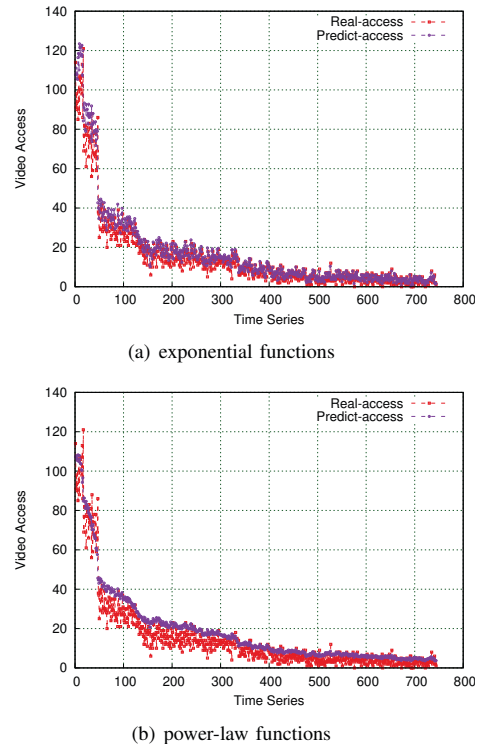 140
120
100
80
60
40
20
0
Video Access
Real-access
Predict-access
0 100 200 300 400 500 600 700 800
Time Series
(a) exponential functions
140
120
100
80
60
40
20
0
Video Access
Real-access
Predict-access
0 100 200 300 400 500 600 700 800
Time Series
(b) power-law functions